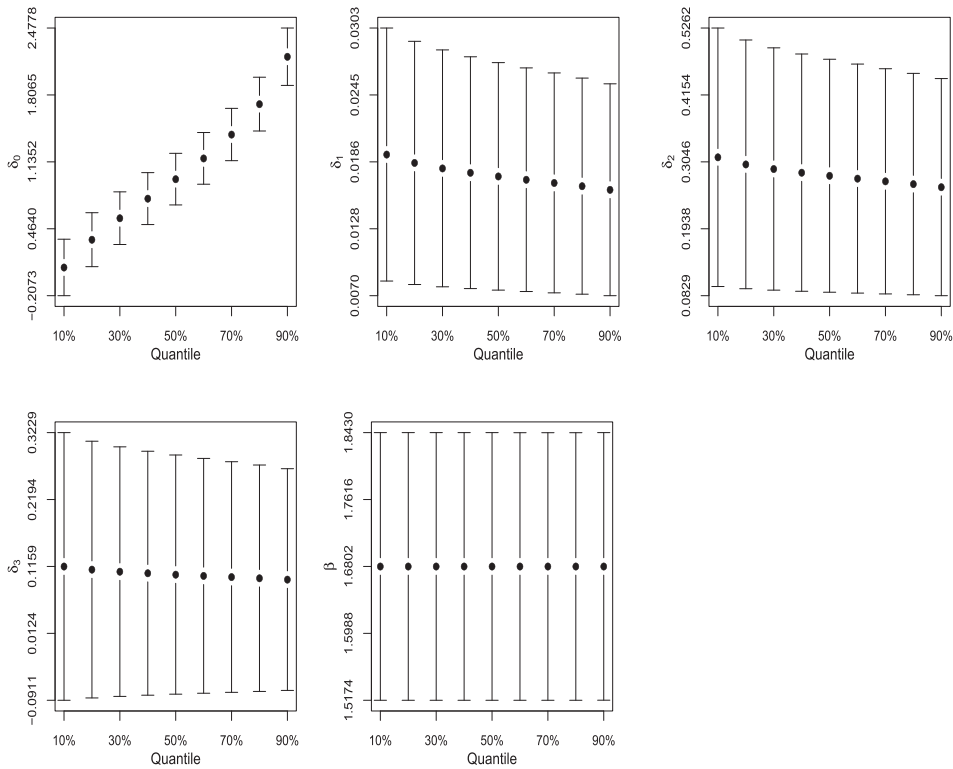 δ0
2.4778
1.8065
1.1352
0.4640
−0.2073
10% 30% 50% 70% 90%
Quantile
δ1
0.0303
0.0245
0.0186
0.0128
0.0070
10% 30% 50% 70% 90%
Quantile
δ2
0.5262
0.4154
0.3046
0.1938
0.0829
10% 30% 50% 70% 90%
Quantile
δ3
0.3229
0.2194
0.1159
0.0124
−0.0911
10% 30% 50% 70% 90%
Quantile
β
1.8430
1.7616
1.6802
1.5988
1.5174
10% 30% 50% 70% 90%
Quantile